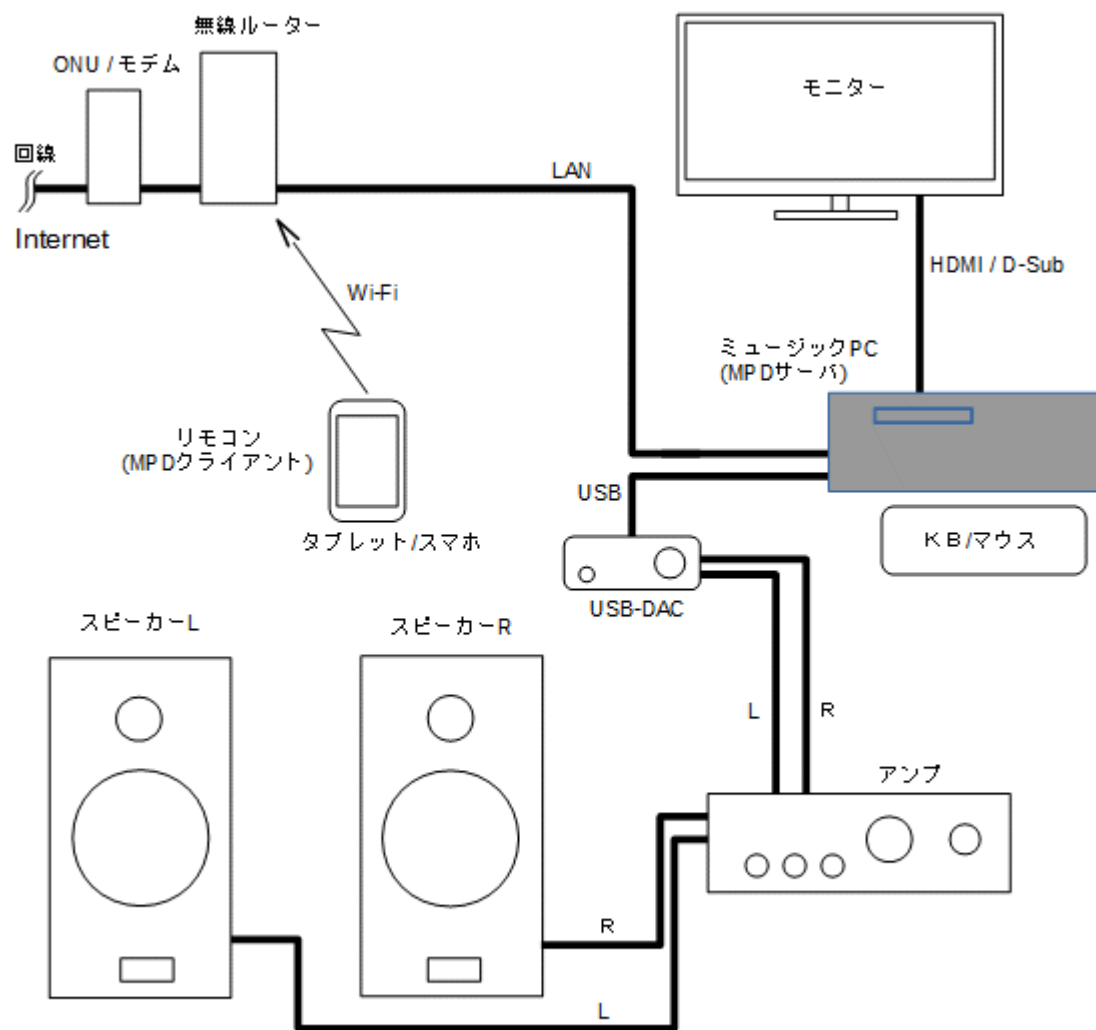 無線ルーター
ONU / モデム
モニター
回線
LAN
Internet
HDMI / D-Sub
Wi-Fi
ミュージックPC
(MPDサーバ)
リモコン
(MPDクライアント)
USB
KB/マウス
タブレット/スマホ
USB-DAC
スピーカーL
スピーカーR
L
R
アンプ
R
L